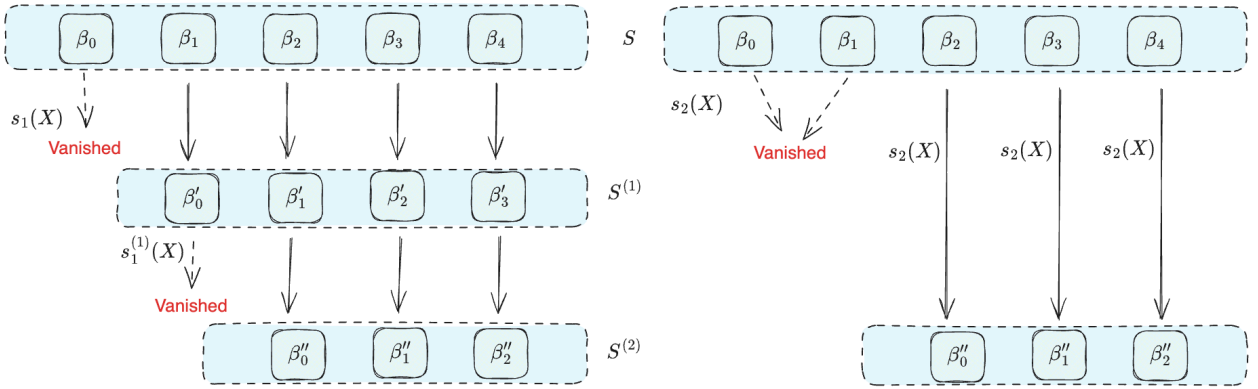 β₀ β₁ β₂ β₃ β₄ S β₀ β₁ β₂ β₃ β₄
s₁(X) s₂(X)
Vanished Vanished s₂(X) s₂(X) s₂(X)
β′₀ β′₁ β′₂ β′₃ S⁽¹⁾
s₁⁽¹⁾(X)
Vanished
β″₀ β″₁ β″₂ S⁽²⁾ β″₀ β″₁ β″₂